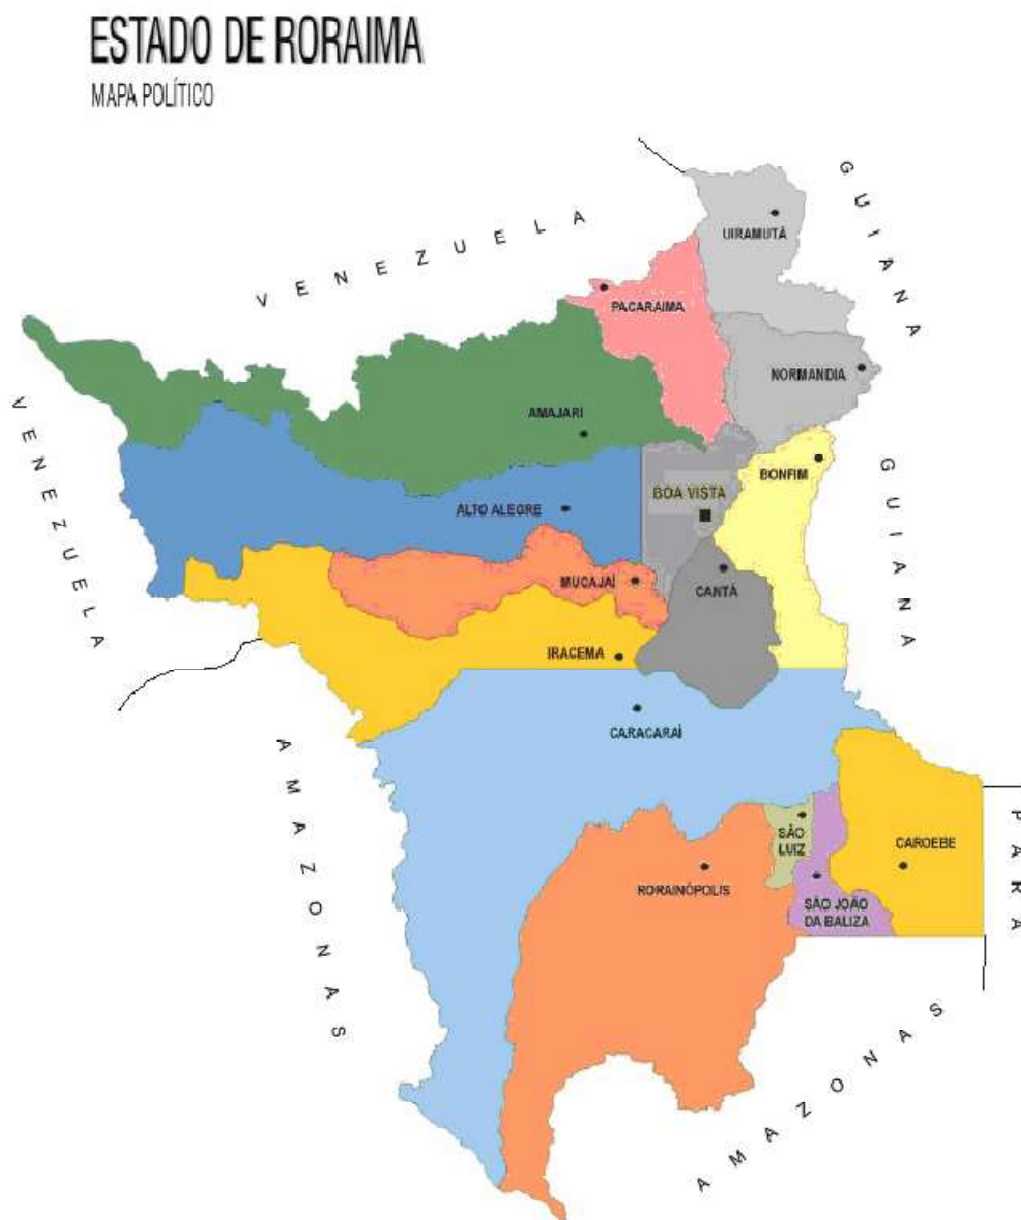 ESTADO DE RORAIMA
MAPA POLÍTICO
GUIANA
UIRAMUTÃ
VENEZUELA
PACARAIMA
NORMANDIA
VENEZUELA
AMAJARI
BONFIM
GUIANA
BOA VISTA
ALTO ALEGRE
MUCAJAÍ
CANTÁ
IRACEMA
CARACARAÍ
AMAZONAS
PARÁ
SÃO
LUIZ
CAROEBE
RORAINÓPOLIS
SÃO JOÃO
DA BALIZA
AMAZONAS